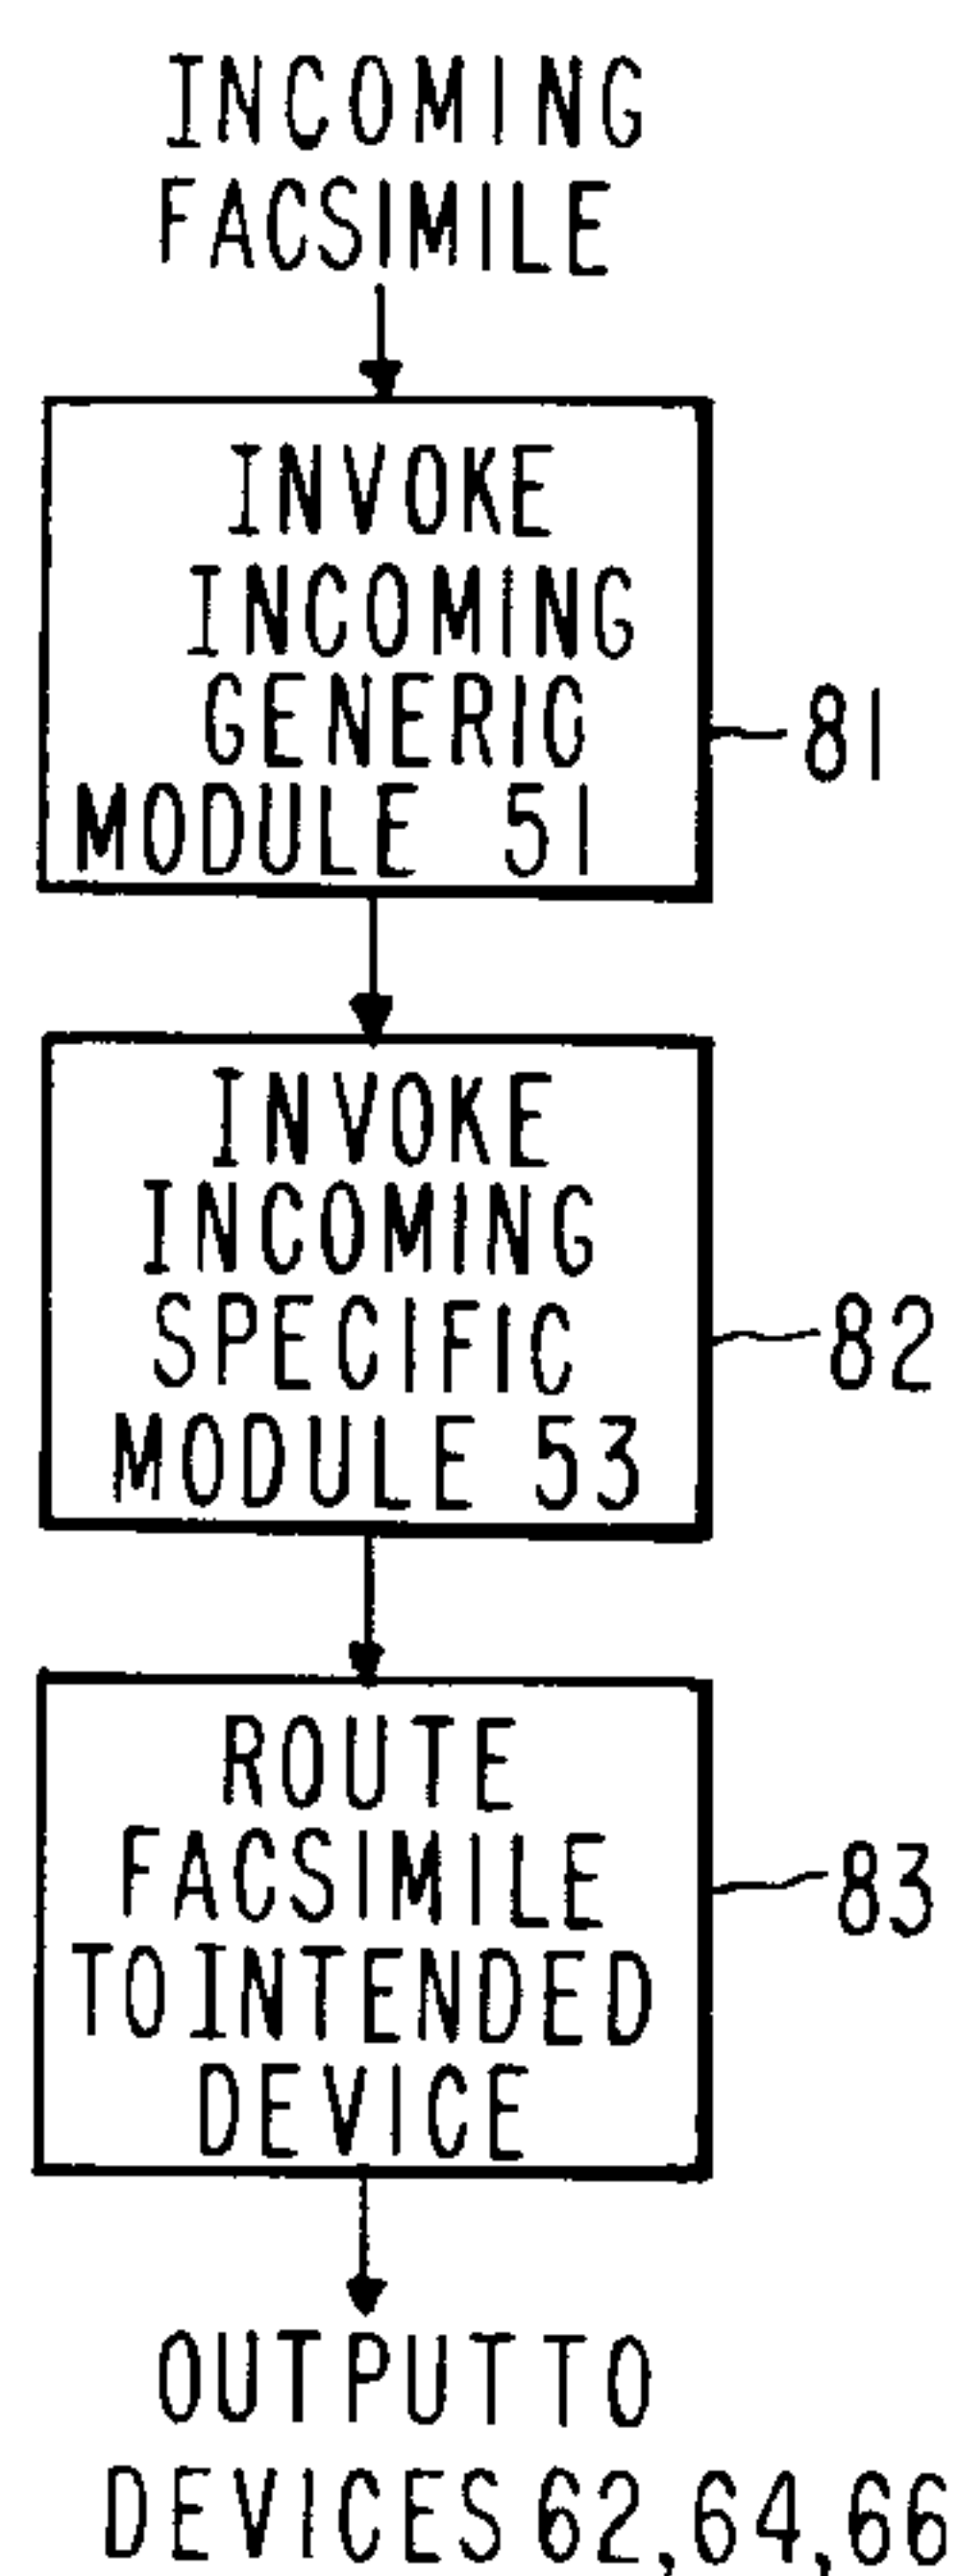 INCOMING
FACSIMILE
INVOKE
INCOMING
GENERIC
MODULE 51
81
INVOKE
INCOMING
SPECIFIC
MODULE 53
82
ROUTE
FACSIMILE
TO INTENDED
DEVICE
83
OUTPUT TO
DEVICES 62, 64, 66